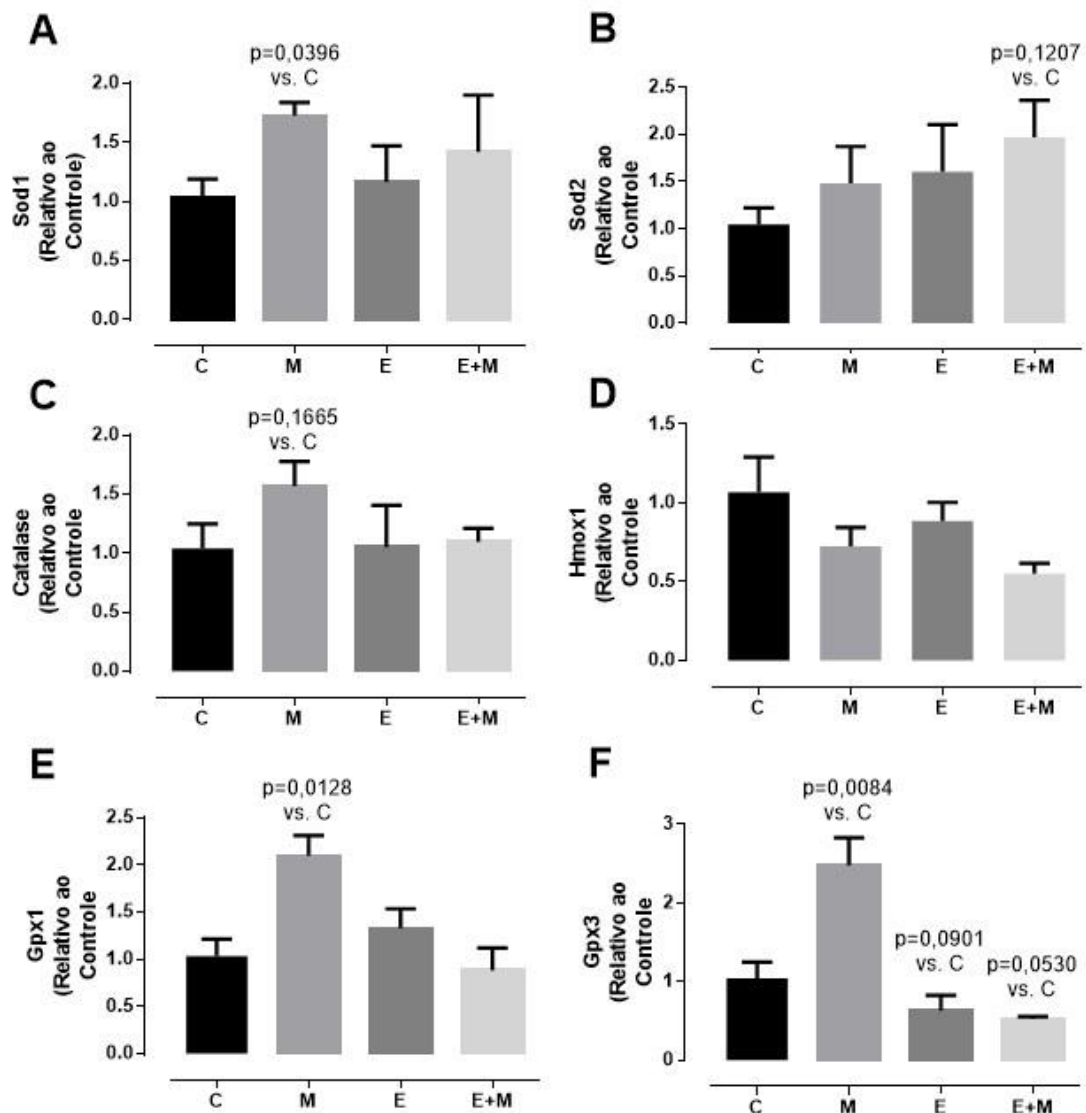 A
p=0,0396
vs. C
Sod1
(Relativo ao
Controle)
2.0
1.5
1.0
0.5
0.0
C M E E+M
B
p=0,1207
vs. C
Sod2
(Relativo ao
Controle
2.5
2.0
1.5
1.0
0.5
0.0
C M E E+M
C
p=0,1665
vs. C
Catalase
(Relativo ao
Controle
2.0
1.5
1.0
0.5
0.0
C M E E+M
D
Hmox1
(Relativo ao
Controle
1.5
1.0
0.5
0.0
C M E E+M
E
p=0,0128
vs. C
Gpx1
(Relativo ao
Controle
2.5
2.0
1.5
1.0
0.5
0.0
C M E E+M
F
p=0,0084
vs. C
p=0,0901
vs. C
p=0,0530
vs. C
Gpx3
(Relativo ao
Controle
3
2
1
0
C M E E+M